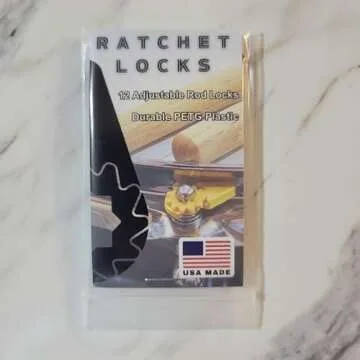 RATCHET
LOCKS
12 Adjustable Rod Locks
Durable PETG Plastic
USA MADE